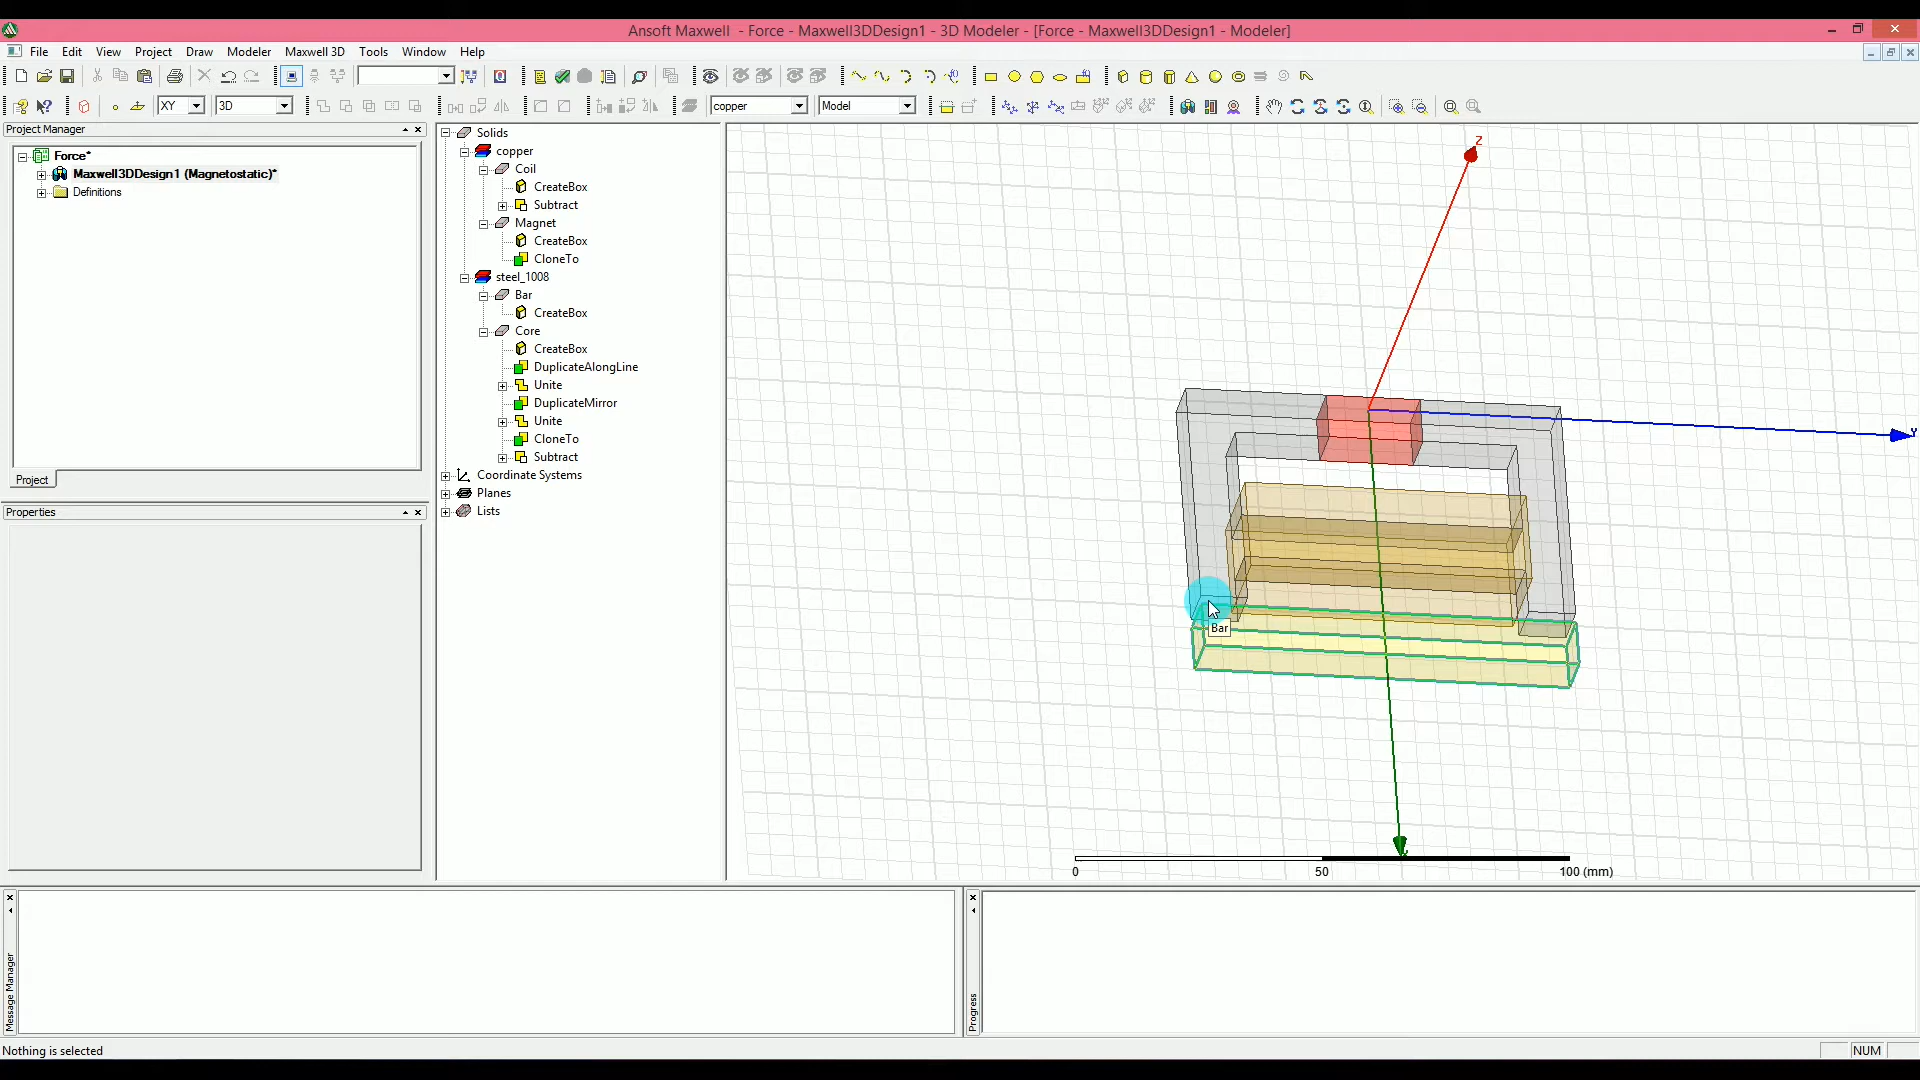 Ansoft Maxwell - Force - Maxwell3DDesign1 - 3D Modeler - [Force - Maxwell3DDesign1 - Modeler]
File Edit View Project Draw Modeler Maxwell 3D Tools Window Help
XY 3D copper Model
Project Manager
Force*
Maxwell3DDesign1 (Magnetostatic)*
Definitions
Project
Properties
Solids
copper
Coil
CreateBox
Subtract
Magnet
CreateBox
CloneTo
steel_1008
Bar
CreateBox
Core
CreateBox
DuplicateAlongLine
Unite
DuplicateMirror
Unite
CloneTo
Subtract
Coordinate Systems
Planes
Lists
Z
Y
Bar
0 50 100 (mm)
Message Manager
Progress
Nothing is selected
NUM